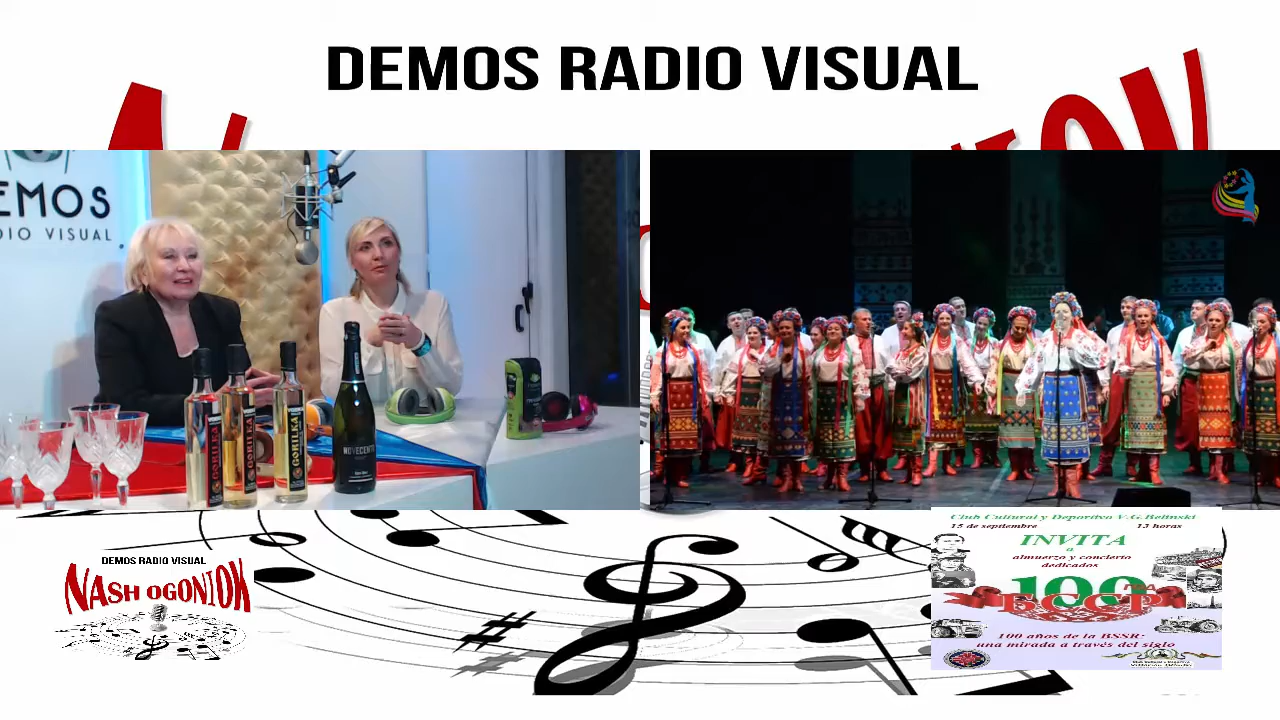 DEMOS RADIO VISUAL
EMOS
DIO VISUAL
VODKA
GORILKA
GORILKA
VODKA
GORILKA
NOVECENTO
DEMOS RADIO VISUAL
NASH OGONIOK
Club Cultural y Deportivo V.G.Belinski
15 de septiembre 13 horas
INVITA
a
almuerzo y concierto
dedicados
100
БССР
100 años de la BSSR:
una mirada a través del siglo